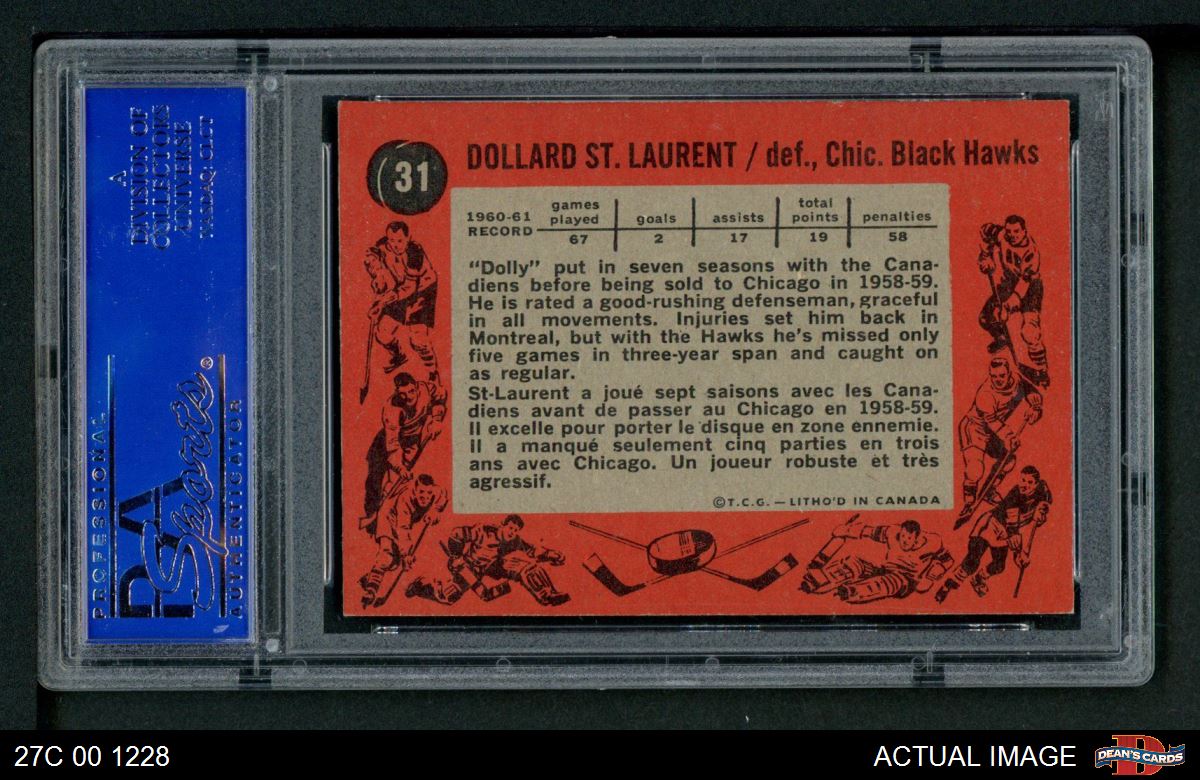 A
DIVISION OF
COLLECTORS
UNIVERSE
NASDAQ: CLCT
PROFESSIONAL
PSA
Sports®
AUTHENTICATOR
31
DOLLARD ST. LAURENT / def., Chic. Black Hawks
1960-61 RECORD
games played goals assists total points penalties
67 2 17 19 58
"Dolly" put in seven seasons with the Cana-
diens before being sold to Chicago in 1958-59.
He is rated a good-rushing defenseman, graceful
in all movements. Injuries set him back in
Montreal, but with the Hawks he's missed only
five games in three-year span and caught on
as regular.
St-Laurent a joué sept saisons avec les Cana-
diens avant de passer au Chicago en 1958-59.
Il excelle pour porter le disque en zone ennemie.
Il a manqué seulement cinq parties en trois
ans avec Chicago. Un joueur robuste et très
agressif.
©T.C.G. — LITHO'D IN CANADA
27C 00 1228
ACTUAL IMAGE
D
DEAN'S CARDS